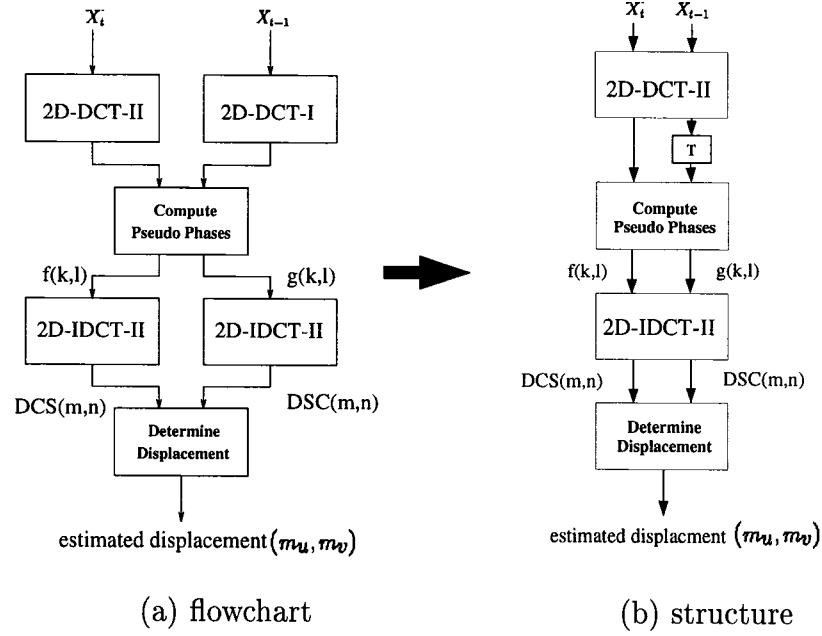 X_t X_{t-1}
2D-DCT-II 2D-DCT-I
Compute
Pseudo Phases
f(k,l) g(k,l)
2D-IDCT-II 2D-IDCT-II
DCS(m,n) DSC(m,n)
Determine
Displacement
estimated displacement (m_u, m_v)
(a) flowchart
X_t X_{t-1}
2D-DCT-II
T
Compute
Pseudo Phases
f(k,l) g(k,l)
2D-IDCT-II
DCS(m,n) DSC(m,n)
Determine
Displacement
estimated displacment (m_u, m_v)
(b) structure